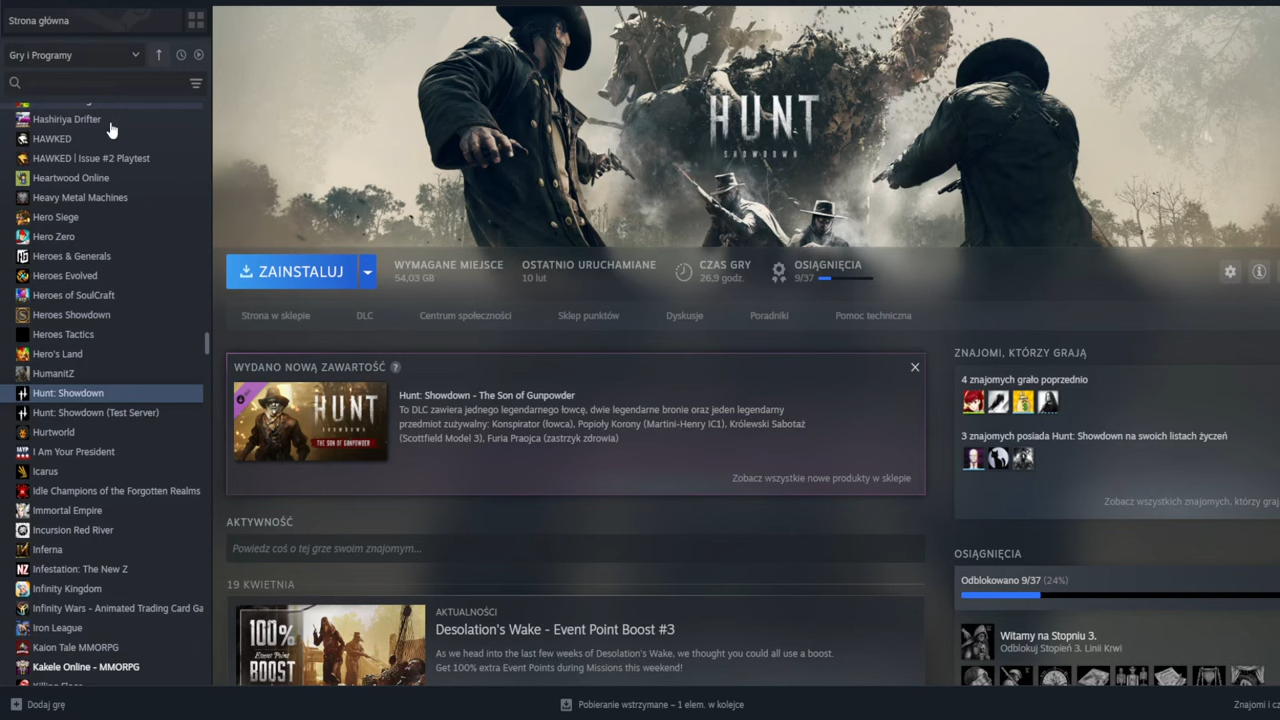 Strona główna
Gry i Programy
Hashiriya Drifter
HAWKED
HAWKED | Issue #2 Playtest
Heartwood Online
Heavy Metal Machines
Hero Siege
Hero Zero
Heroes & Generals
Heroes Evolved
Heroes of SoulCraft
Heroes Showdown
Heroes Tactics
Hero's Land
HumanitZ
Hunt: Showdown
Hunt: Showdown (Test Server)
Hurtworld
I Am Your President
Icarus
Idle Champions of the Forgotten Realms
Immortal Empire
Incursion Red River
Inferna
Infestation: The New Z
Infinity Kingdom
Infinity Wars - Animated Trading Card Ga
Iron League
Kaion Tale MMORPG
Kakele Online - MMORPG
HUNT
SHOWDOWN
ZAINSTALUJ
WYMAGANE MIEJSCE
54,03 GB
OSTATNIO URUCHAMIANE
10 lut
CZAS GRY
26,9 godz.
OSIĄGNIĘCIA
9/37
Strona w sklepie
DLC
Centrum społeczności
Sklep punktów
Dyskusje
Poradniki
Pomoc techniczna
WYDANO NOWĄ ZAWARTOŚĆ ?
HUNT
SHOWDOWN
THE SON OF GUNPOWDER
Hunt: Showdown - The Son of Gunpowder
To DLC zawiera jednego legendarnego łowcę, dwie legendarne bronie oraz jeden legendarny
przedmiot zużywalny: Konspirator (łowca), Popioły Korony (Martini-Henry IC1), Królewski Sabotaż
(Scottfield Model 3), Furia Praojca (zastrzyk zdrowia)
Zobacz wszystkie nowe produkty w sklepie
AKTYWNOŚĆ
Powiedz coś o tej grze swoim znajomym...
19 KWIETNIA
100%
Event Point
BOOST
AKTUALNOŚCI
Desolation's Wake - Event Point Boost #3
As we head into the last few weeks of Desolation's Wake, we thought you could all use a boost.
Get 100% extra Event Points during Missions this weekend!
ZNAJOMI, KTÓRZY GRAJĄ
4 znajomych grało poprzednio
3 znajomych posiada Hunt: Showdown na swoich listach życzeń
Zobacz wszystkich znajomych, którzy graj
OSIĄGNIĘCIA
Odblokowano 9/37 (24%)
Witamy na Stopniu 3.
Odblokuj Stopień 3. Linii Krwi
Dodaj grę
Pobieranie wstrzymane – 1 elem. w kolejce
Znajomi i cz